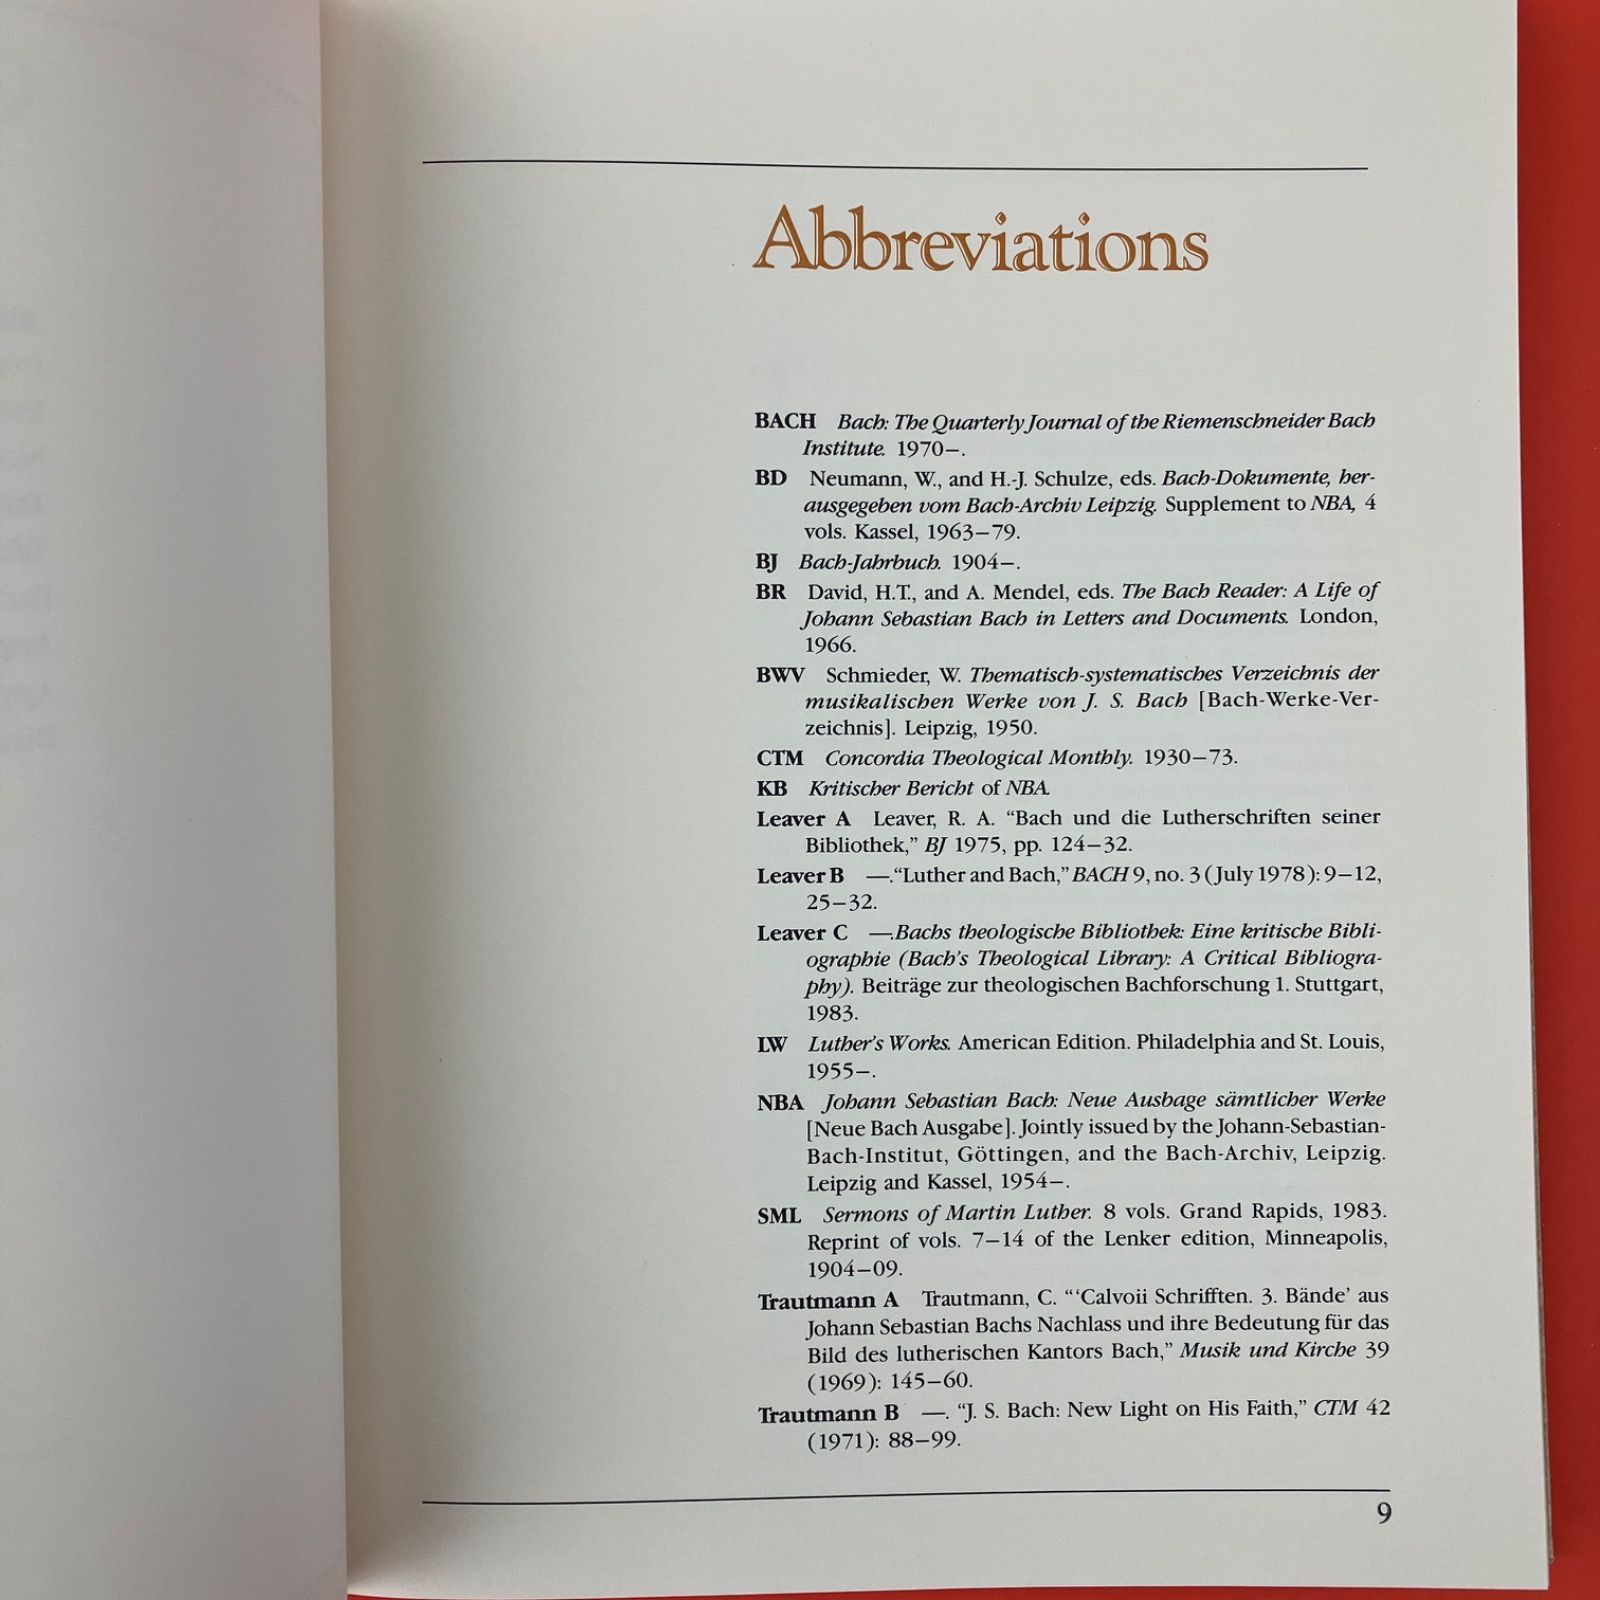 Abbreviations
BACH Bach: The Quarterly Journal of the Riemenschneider Bach
Institute. 1970–.
BD Neumann, W., and H.-J. Schulze, eds. Bach-Dokumente, her-
ausgegeben vom Bach-Archiv Leipzig. Supplement to NBA, 4
vols. Kassel, 1963–79.
BJ Bach-Jahrbuch. 1904–.
BR David, H.T., and A. Mendel, eds. The Bach Reader: A Life of
Johann Sebastian Bach in Letters and Documents. London,
1966.
BWV Schmieder, W. Thematisch-systematisches Verzeichnis der
musikalischen Werke von J. S. Bach [Bach-Werke-Ver-
zeichnis]. Leipzig, 1950.
CTM Concordia Theological Monthly. 1930–73.
KB Kritischer Bericht of NBA.
Leaver A Leaver, R. A. “Bach und die Lutherschriften seiner
Bibliothek,” BJ 1975, pp. 124–32.
Leaver B —.“Luther and Bach,” BACH 9, no. 3 (July 1978): 9–12,
25–32.
Leaver C —.Bachs theologische Bibliothek: Eine kritische Bibli-
ographie (Bach's Theological Library: A Critical Bibliogra-
phy). Beiträge zur theologischen Bachforschung 1. Stuttgart,
1983.
LW Luther's Works. American Edition. Philadelphia and St. Louis,
1955–.
NBA Johann Sebastian Bach: Neue Ausbage sämtlicher Werke
[Neue Bach Ausgabe]. Jointly issued by the Johann-Sebastian-
Bach-Institut, Göttingen, and the Bach-Archiv, Leipzig.
Leipzig and Kassel, 1954–.
SML Sermons of Martin Luther. 8 vols. Grand Rapids, 1983.
Reprint of vols. 7–14 of the Lenker edition, Minneapolis,
1904–09.
Trautmann A Trautmann, C. “‘Calvoii Schrifften. 3. Bände’ aus
Johann Sebastian Bachs Nachlass und ihre Bedeutung für das
Bild des lutherischen Kantors Bach,” Musik und Kirche 39
(1969): 145–60.
Trautmann B —. “J. S. Bach: New Light on His Faith,” CTM 42
(1971): 88–99.
9